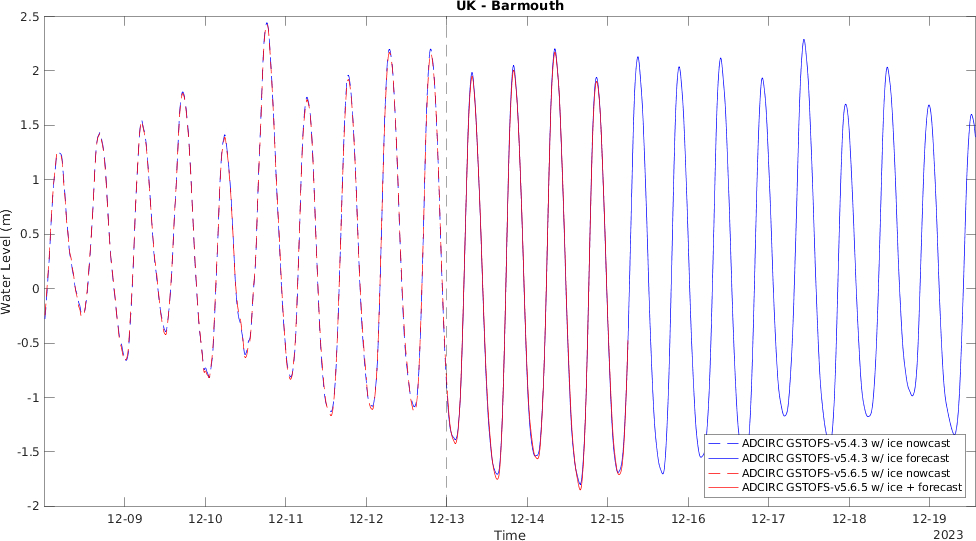 UK - Barmouth
2.5
2
1.5
1
0.5
0
-0.5
-1
-1.5
-2
Water Level (m)
12-09 12-10 12-11 12-12 12-13 12-14 12-15 12-16 12-17 12-18 12-19
Time
2023
ADCIRC GSTOFS-v5.4.3 w/ ice nowcast
ADCIRC GSTOFS-v5.4.3 w/ ice forecast
ADCIRC GSTOFS-v5.6.5 w/ ice nowcast
ADCIRC GSTOFS-v5.6.5 w/ ice + forecast